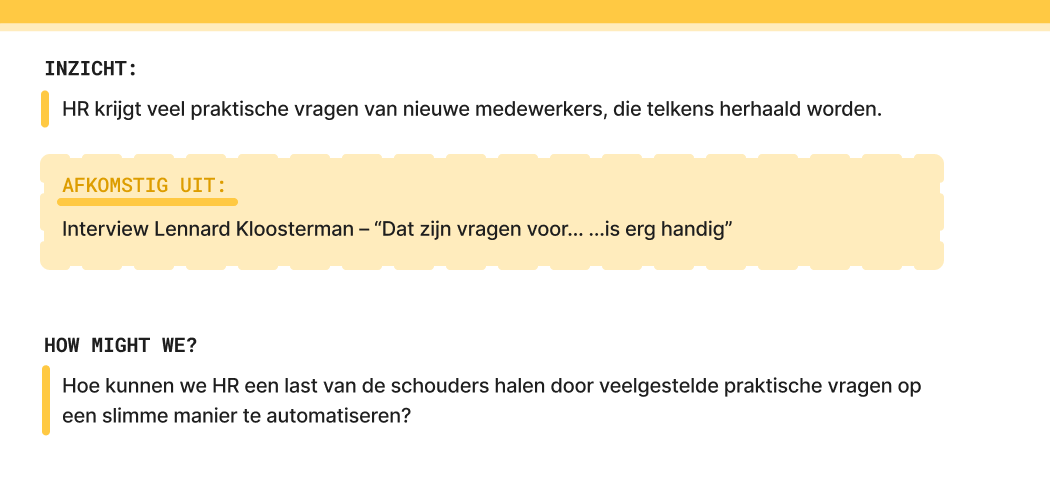 INZICHT:
HR krijgt veel praktische vragen van nieuwe medewerkers, die telkens herhaald worden.
AFKOMSTIG UIT:
Interview Lennard Kloosterman – “Dat zijn vragen voor... ...is erg handig”
HOW MIGHT WE?
Hoe kunnen we HR een last van de schouders halen door veelgestelde praktische vragen op
een slimme manier te automatiseren?